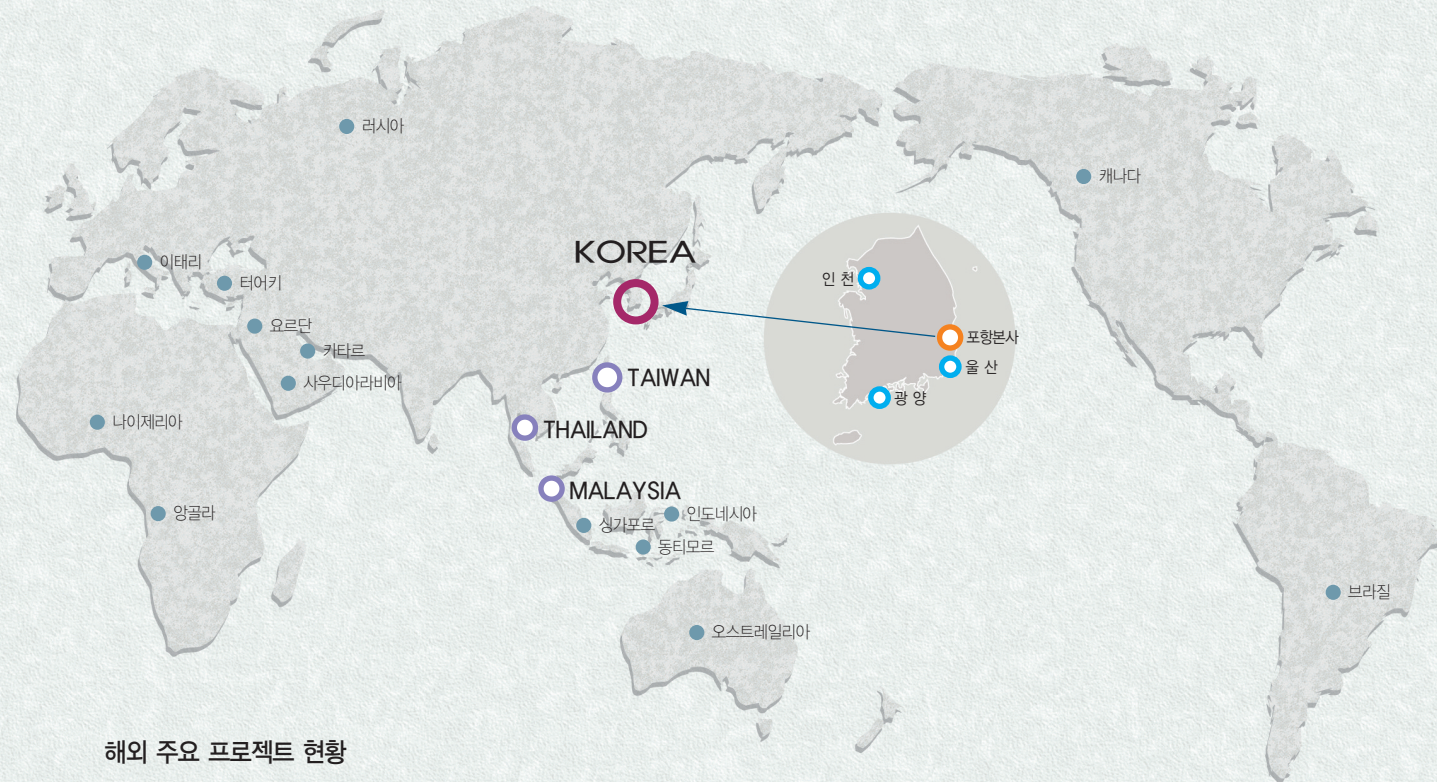 러시아
캐나다
KOREA
이태리
터어키
인 천
요르단
포항본사
카타르
울 산
사우디아라비아
TAIWAN
광 양
나이제리아
THAILAND
MALAYSIA
앙골라
싱가포르
인도네시아
동티모르
브라질
오스트레일리아
해외 주요 프로젝트 현황